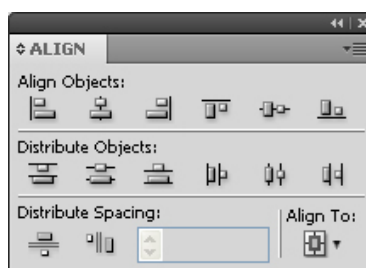 ALIGN
Align Objects:
Distribute Objects:
Distribute Spacing:
Align To: